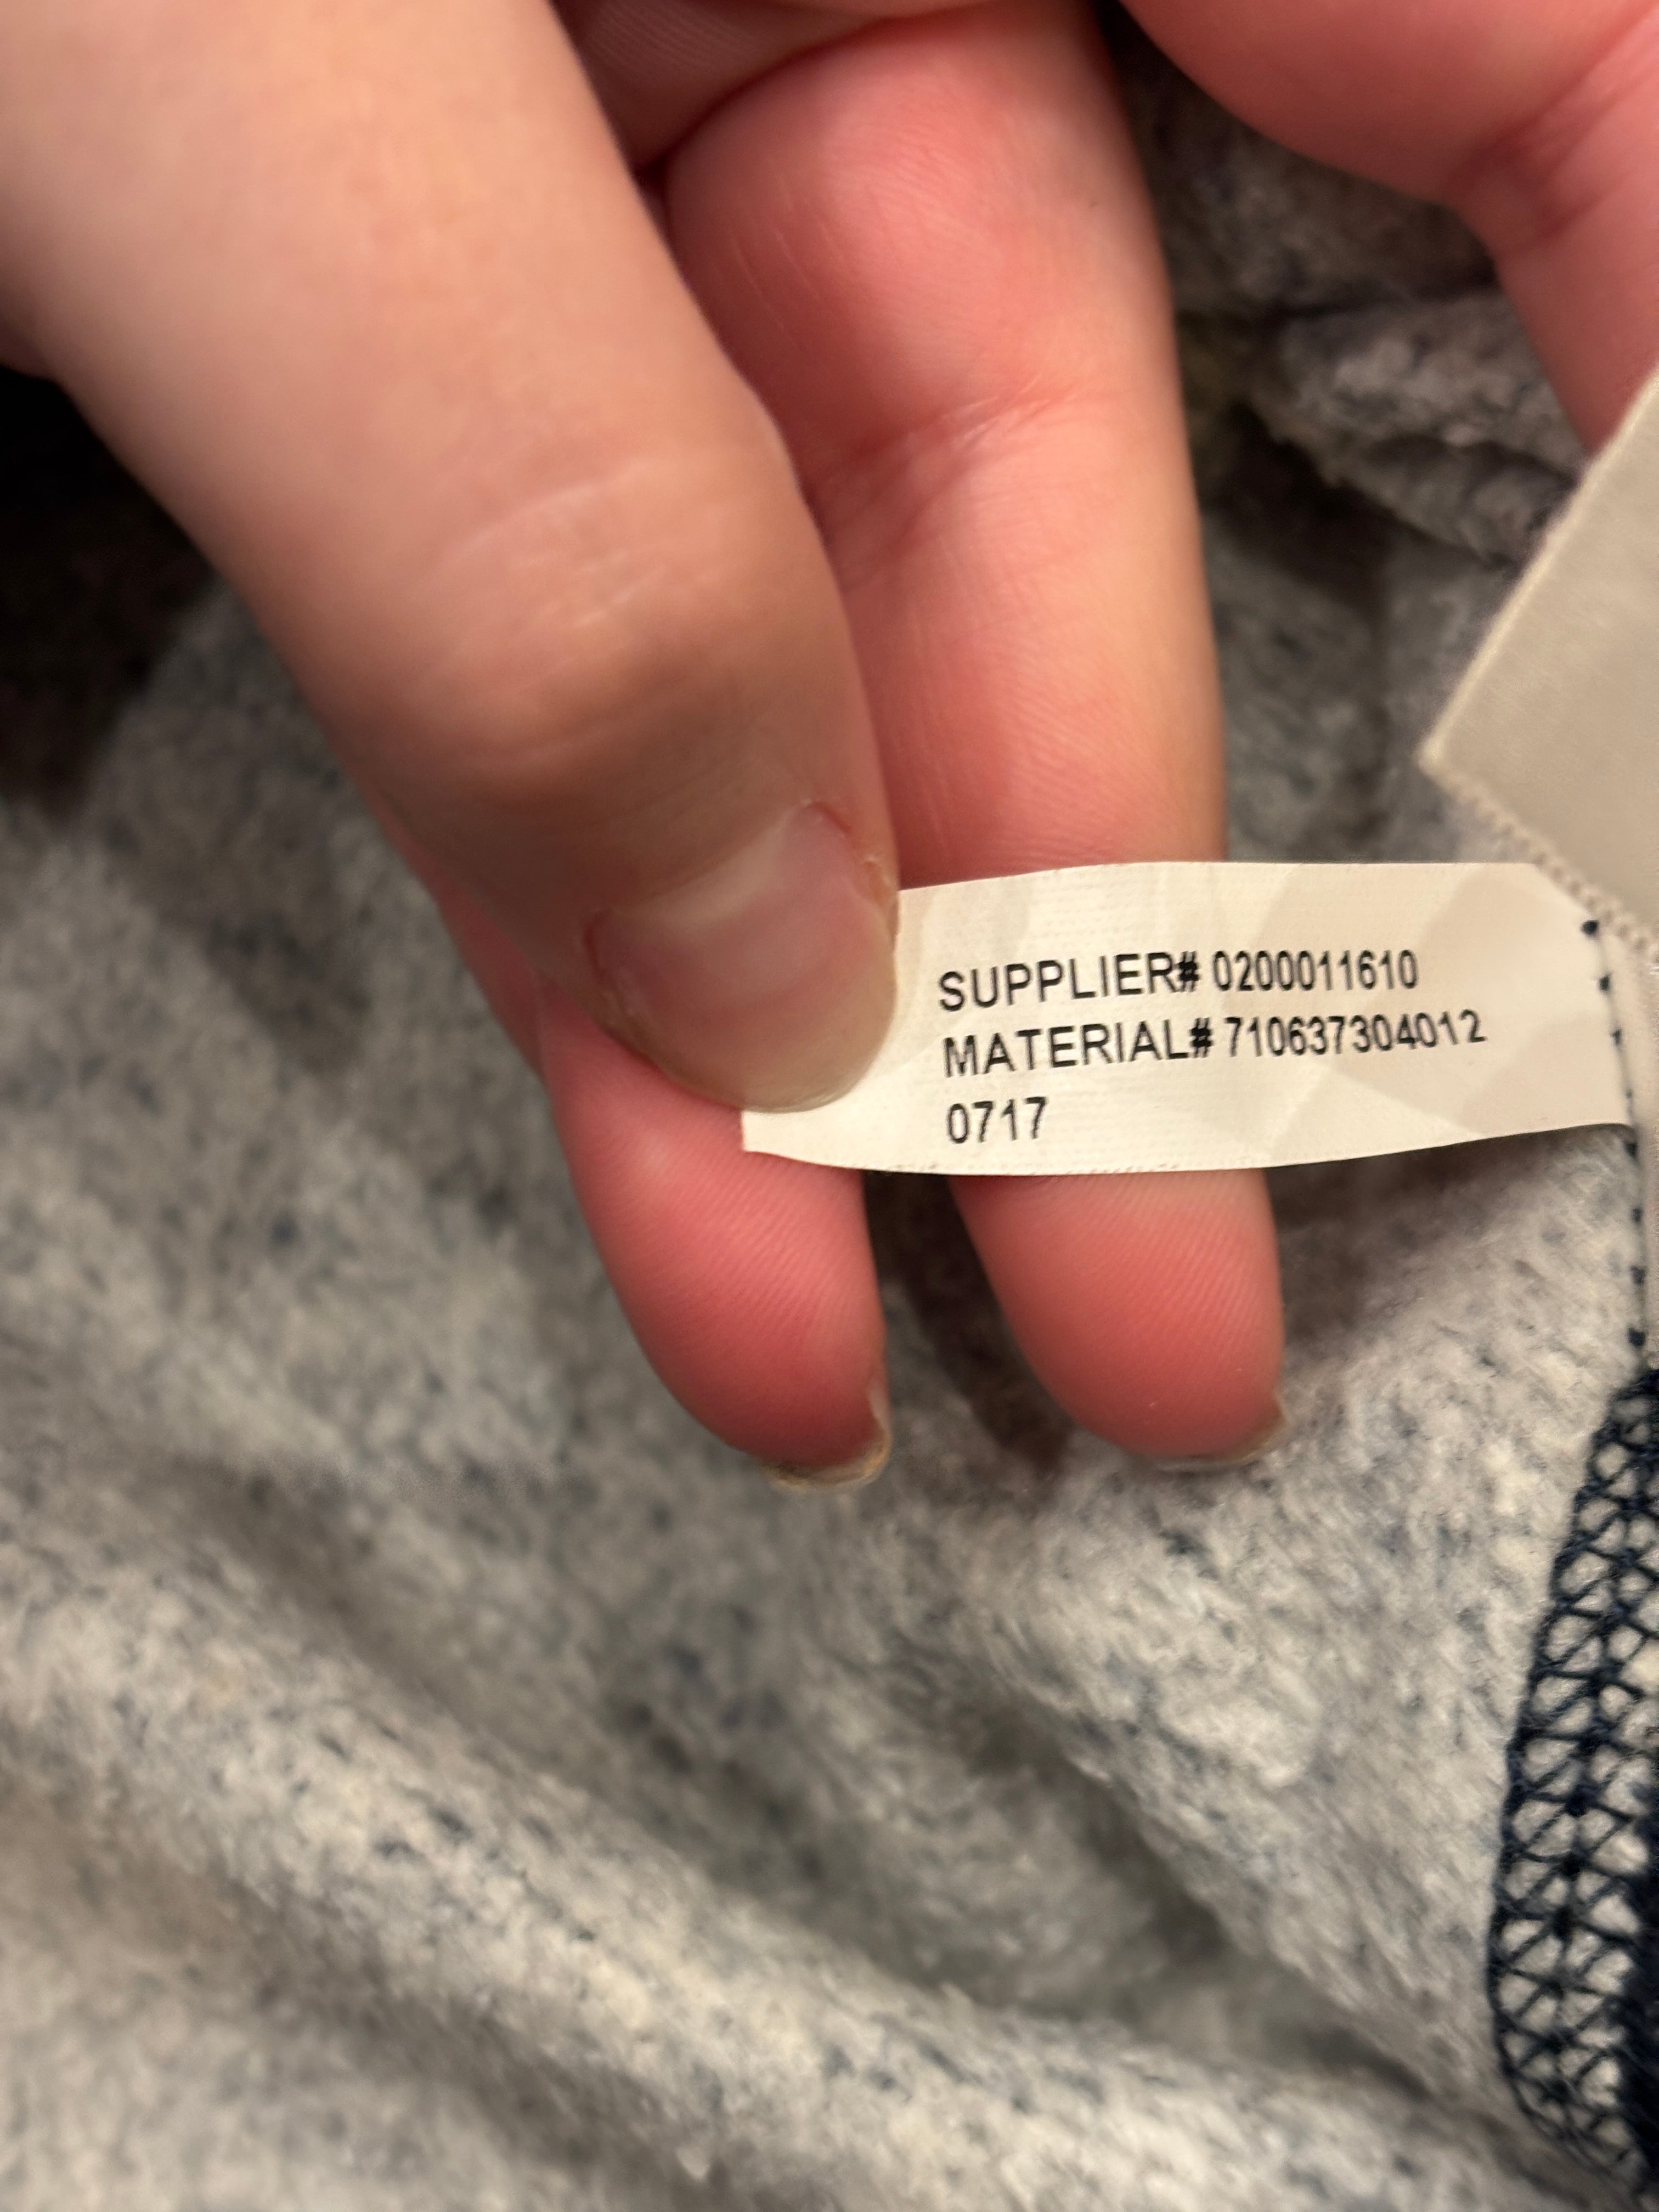 SUPPLIER# 0200011610
MATERIAL# 710637304012
0717